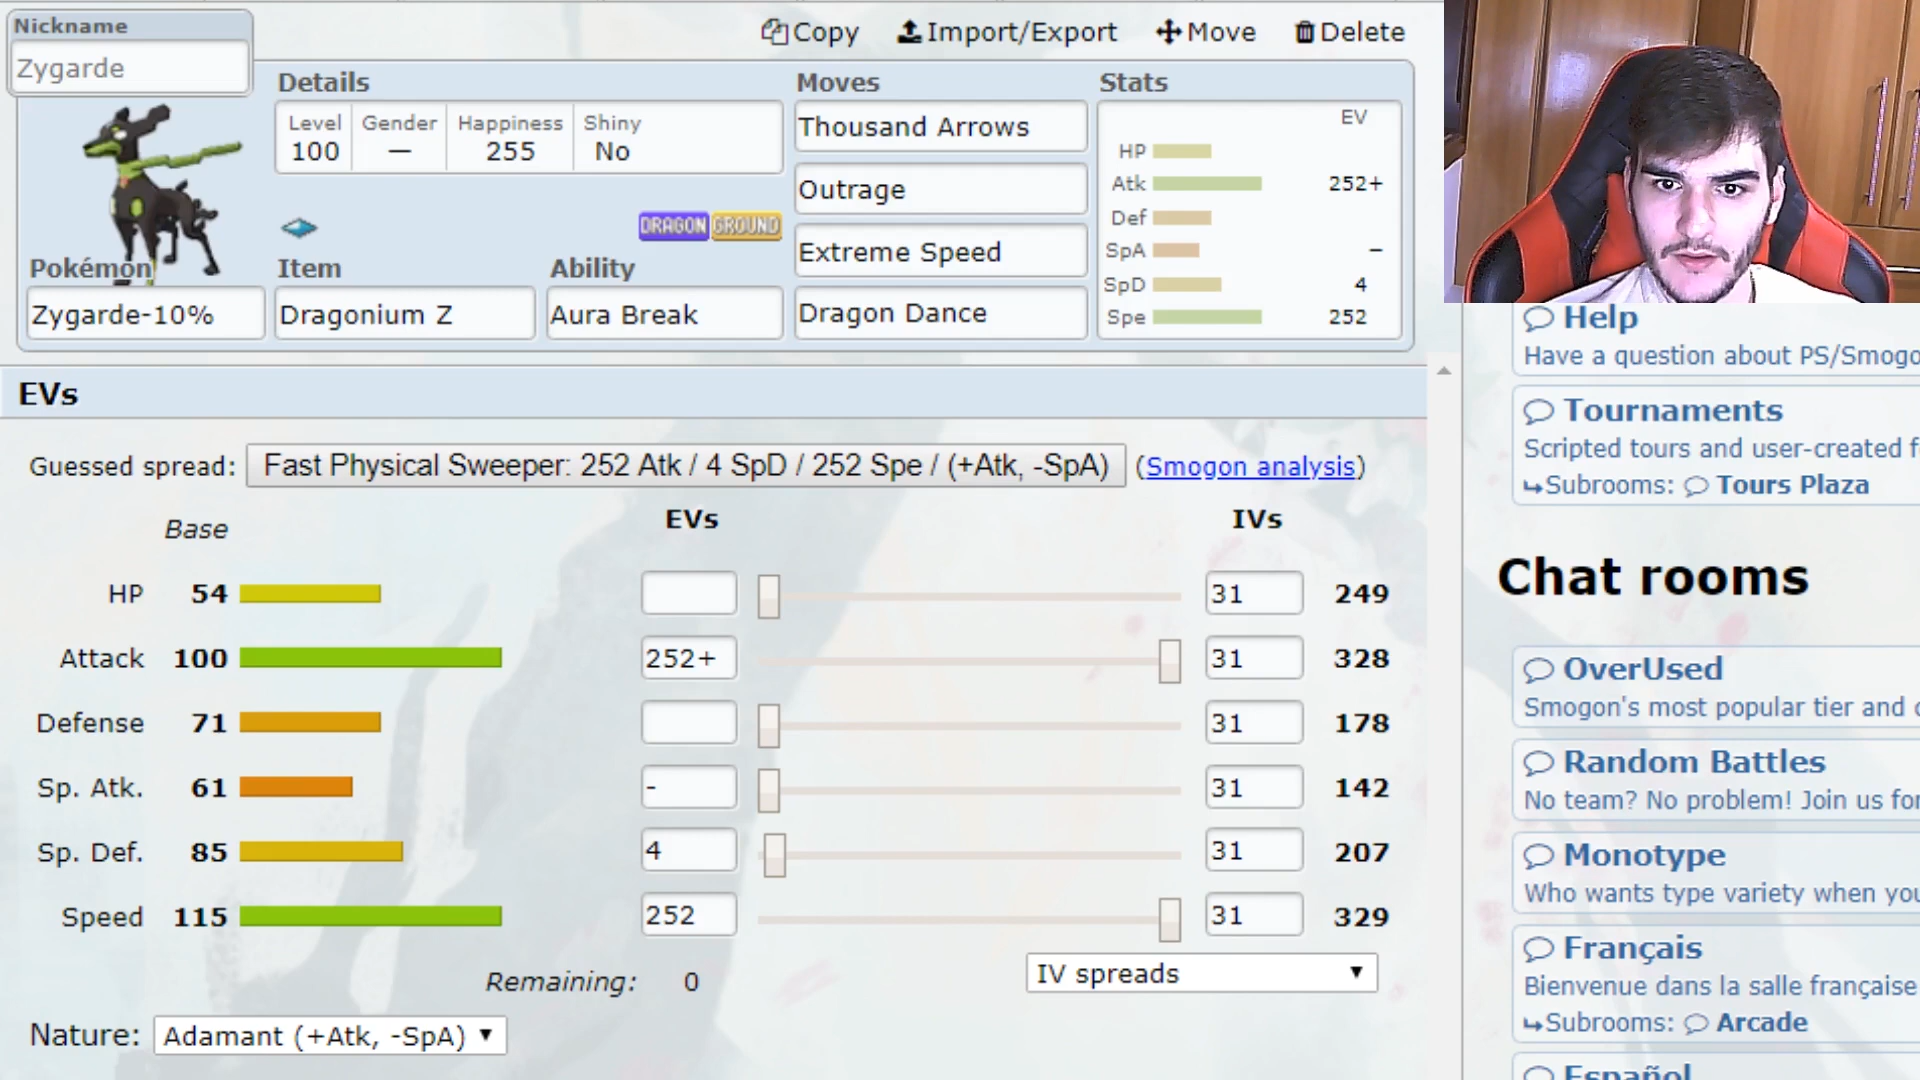 Nickname
Zygarde
Copy Import/Export Move Delete
Details
Level Gender Happiness Shiny
100 — 255 No
DRAGON GROUND
Pokémon Item Ability
Zygarde-10% Dragonium Z Aura Break
Moves
Thousand Arrows
Outrage
Extreme Speed
Dragon Dance
Stats
EV
HP
Atk 252+
Def
SpA –
SpD 4
Spe 252
EVs
Guessed spread: Fast Physical Sweeper: 252 Atk / 4 SpD / 252 Spe / (+Atk, -SpA) (Smogon analysis)
Base EVs IVs
HP 54 31 249
Attack 100 252+ 31 328
Defense 71 31 178
Sp. Atk. 61 - 31 142
Sp. Def. 85 4 31 207
Speed 115 252 31 329
Remaining: 0 IV spreads
Nature: Adamant (+Atk, -SpA)
Help
Have a question about PS/Smogo
Tournaments
Scripted tours and user-created f
↳Subrooms: Tours Plaza
Chat rooms
OverUsed
Smogon's most popular tier and
Random Battles
No team? No problem! Join us for
Monotype
Who wants type variety when you
Français
Bienvenue dans la salle française
↳Subrooms: Arcade
Español